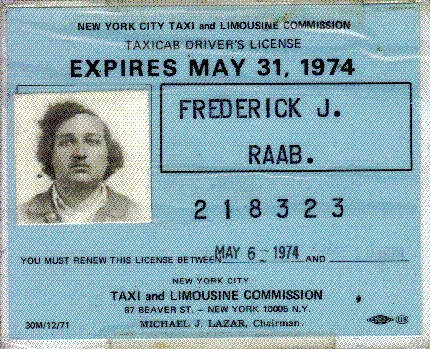 NEW YORK CITY TAXI and LIMOUSINE COMMISSION
TAXICAB DRIVER'S LICENSE
EXPIRES MAY 31, 1974
FREDERICK J.
RAAB.
218323
YOU MUST RENEW THIS LICENSE BETWEEN MAY 6 - 1974 AND
NEW YORK CITY
TAXI and LIMOUSINE COMMISSION
87 BEAVER ST. – NEW YORK 10005 N.Y.
30M/12/71 MICHAEL J. LAZAR, Chairman.